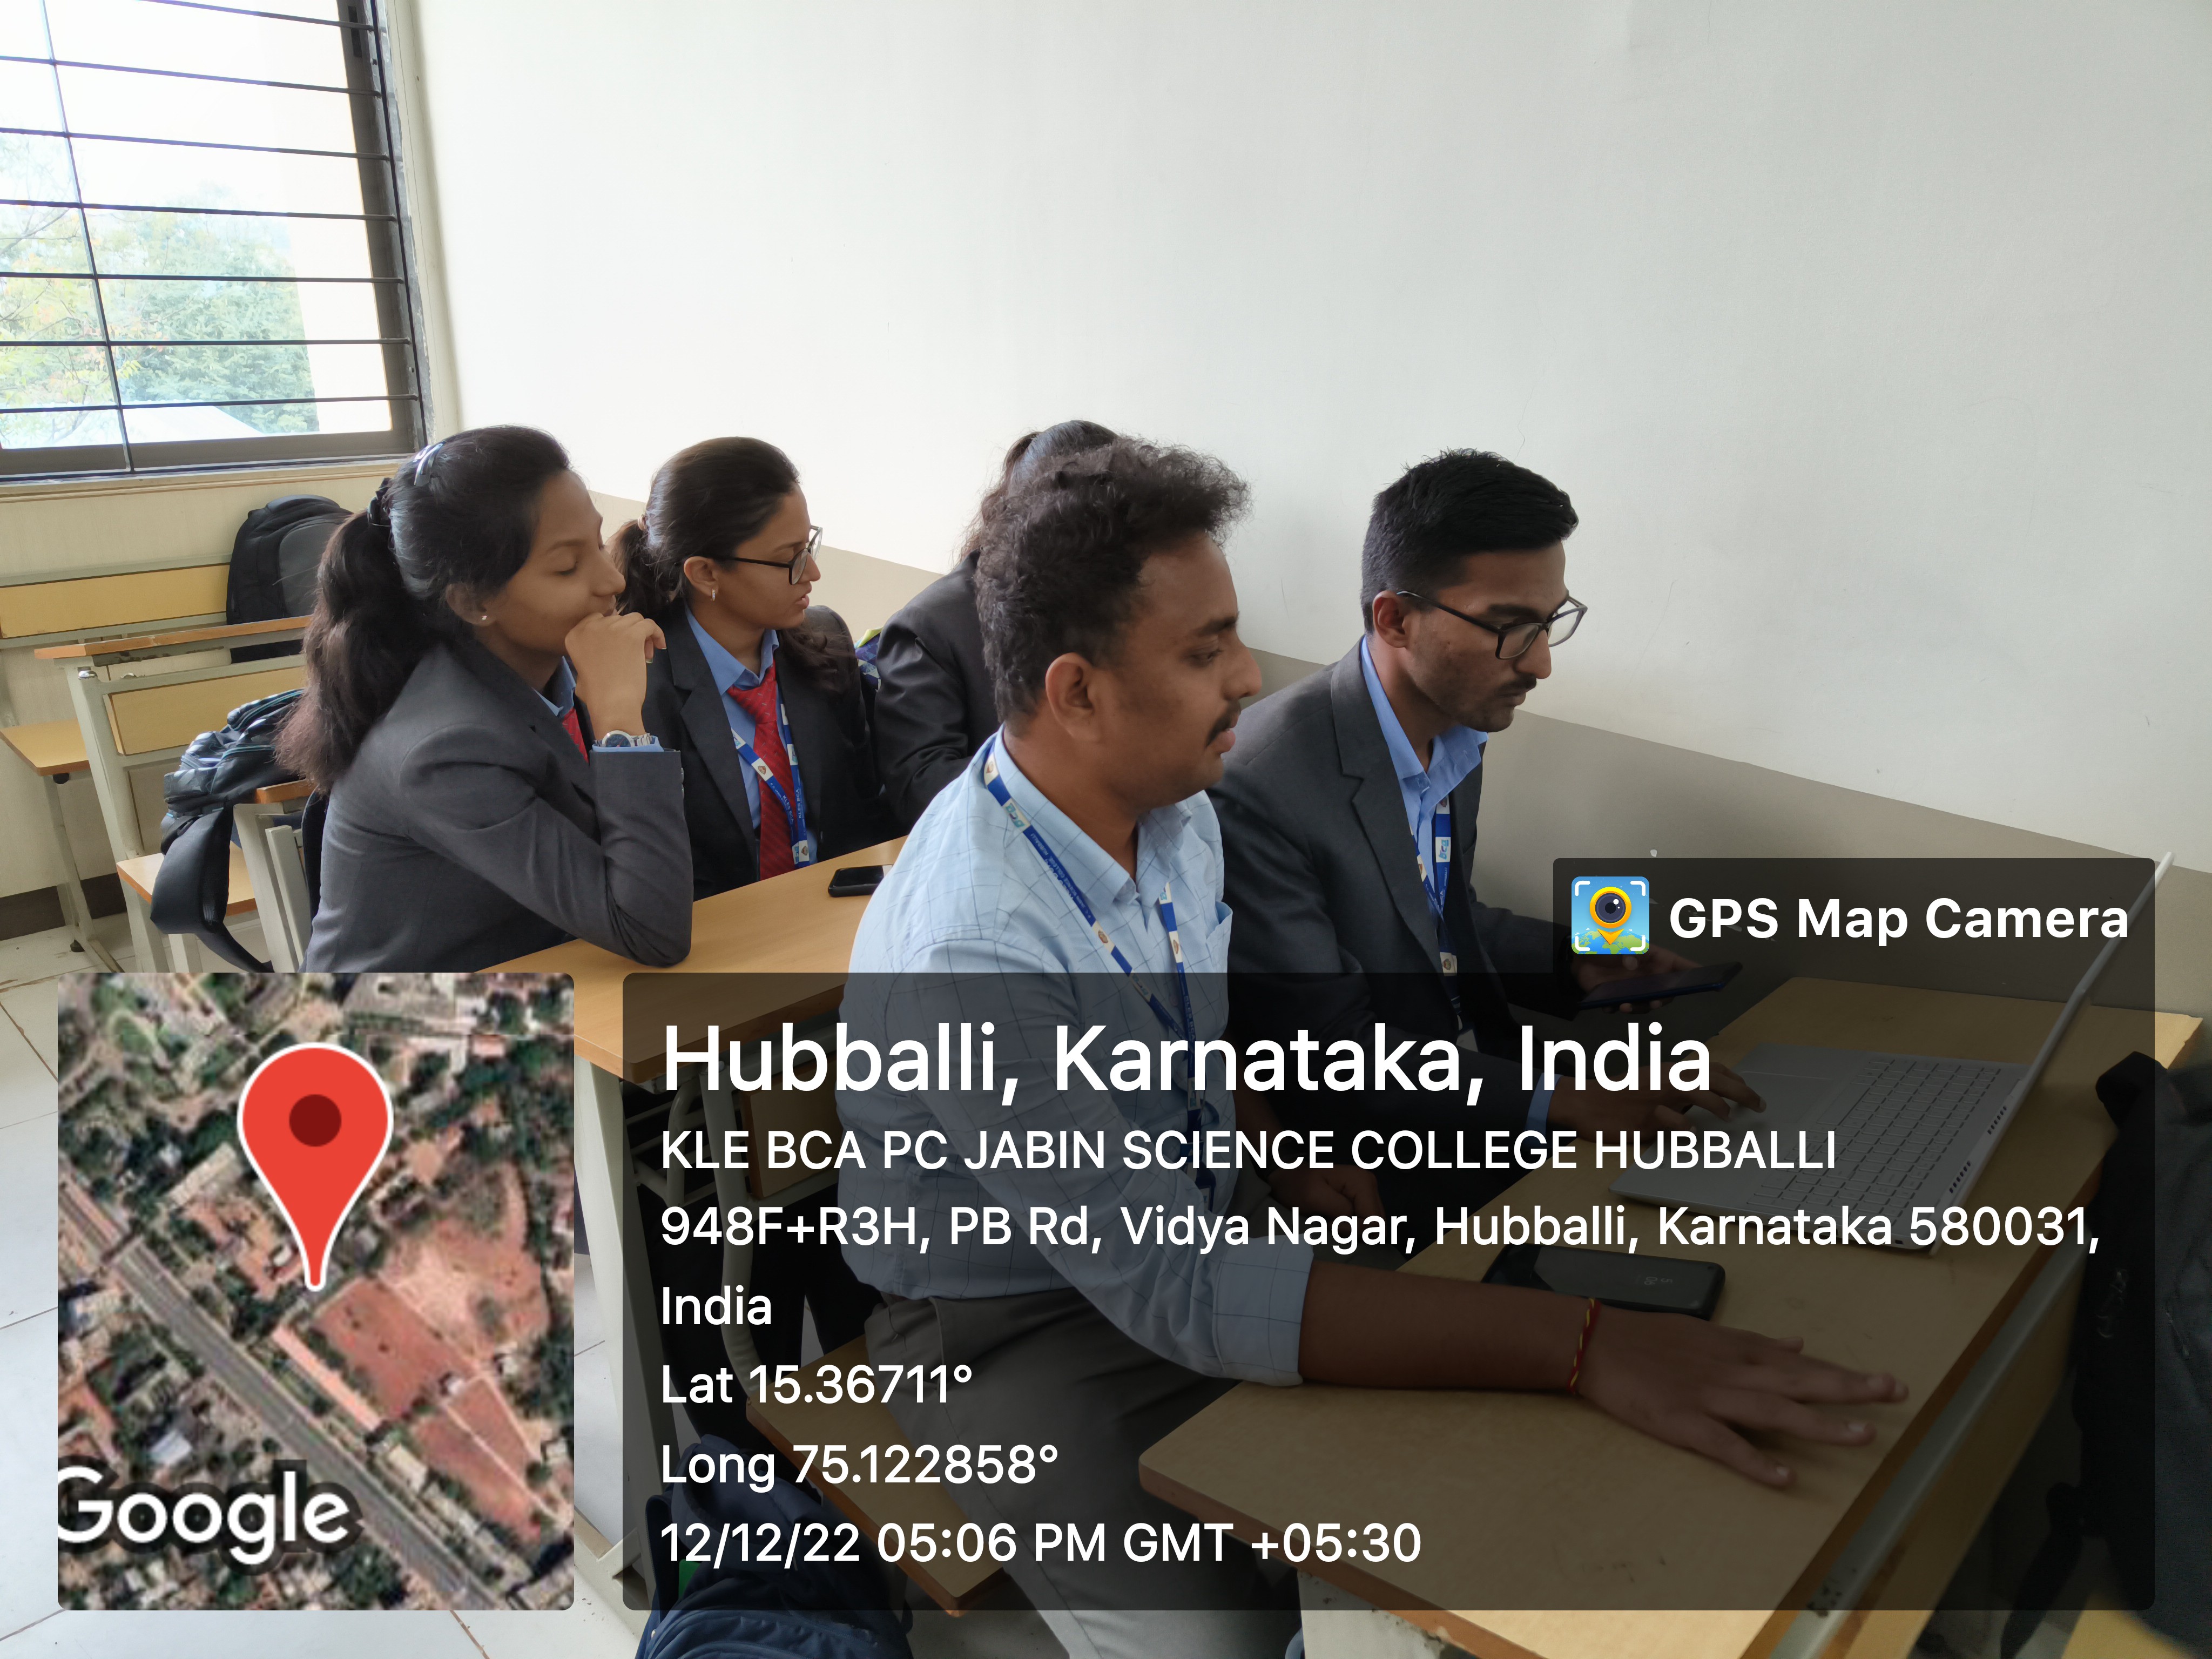 GPS Map Camera
Hubballi, Karnataka, India
KLE BCA PC JABIN SCIENCE COLLEGE HUBBALLI
948F+R3H, PB Rd, Vidya Nagar, Hubballi, Karnataka 580031,
India
Lat 15.36711°
Long 75.122858°
12/12/22 05:06 PM GMT +05:30
Google